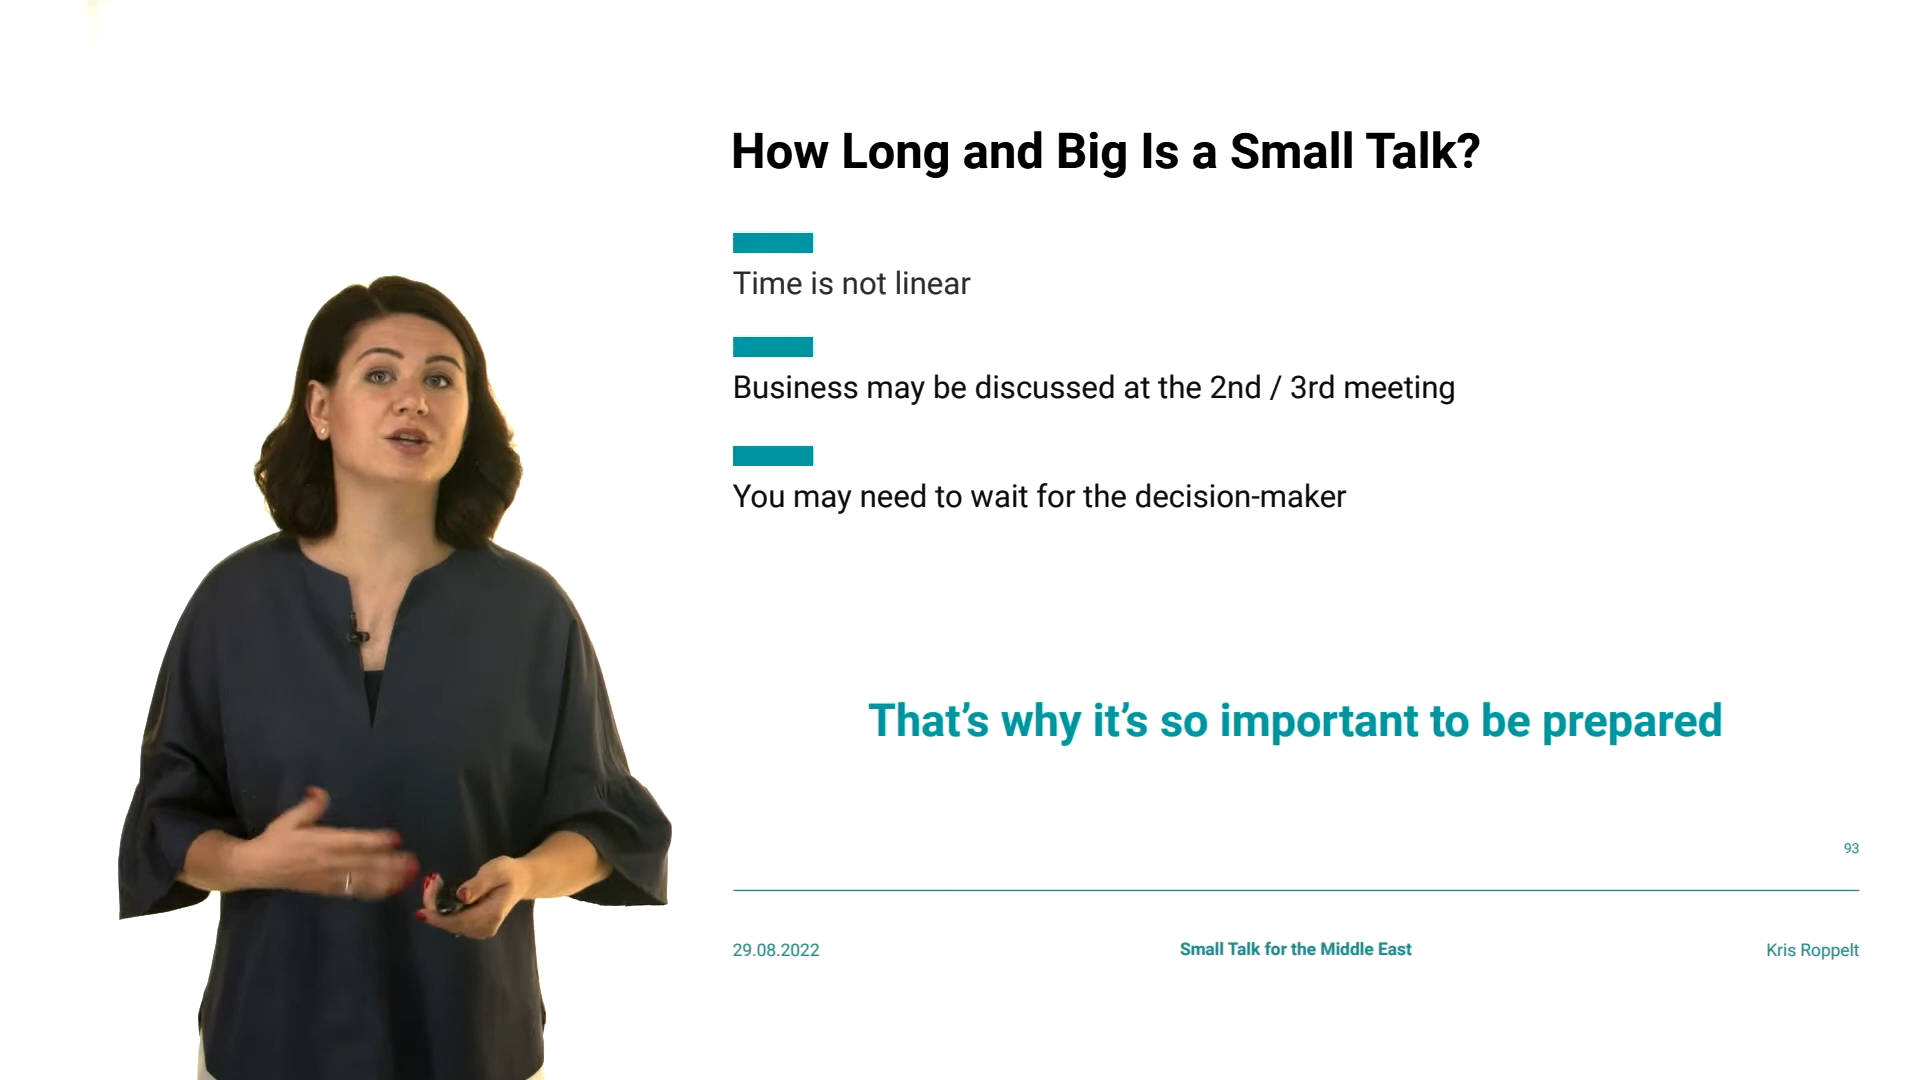 How Long and Big Is a Small Talk?
Time is not linear
Business may be discussed at the 2nd / 3rd meeting
You may need to wait for the decision-maker
That’s why it’s so important to be prepared
93
29.08.2022
Small Talk for the Middle East
Kris Roppelt